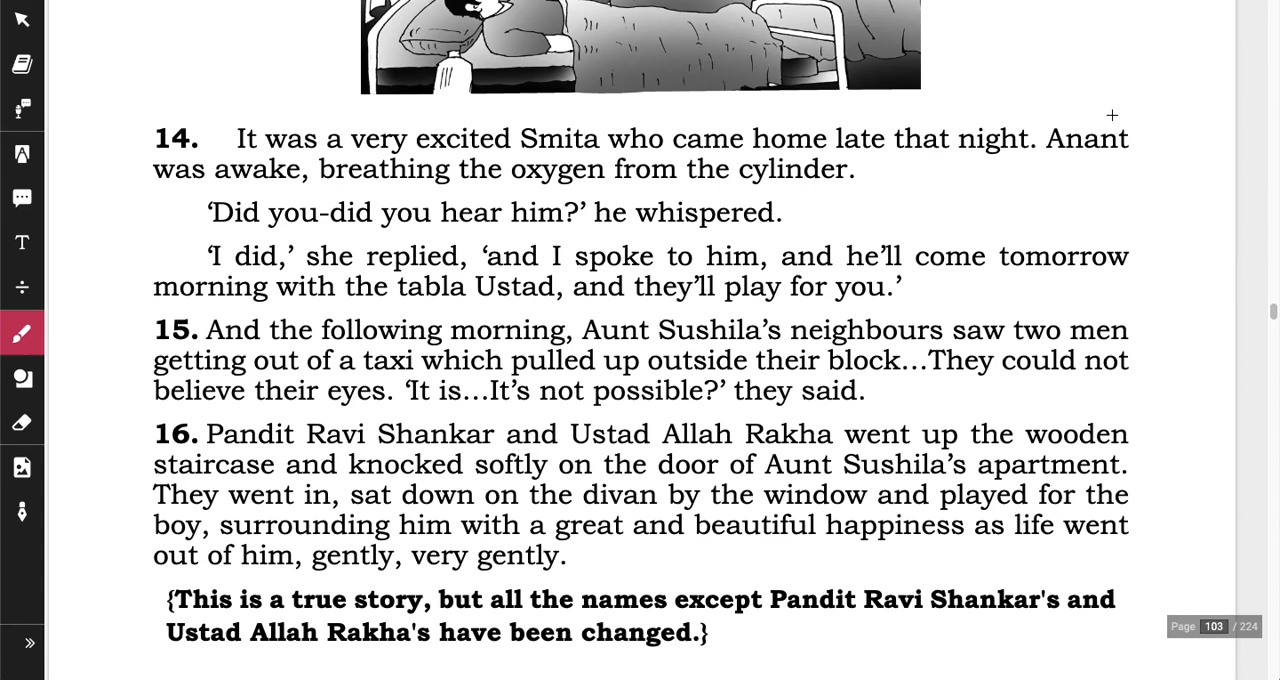 14. It was a very excited Smita who came home late that night. Anant
was awake, breathing the oxygen from the cylinder.
‘Did you-did you hear him?’ he whispered.
‘I did,’ she replied, ‘and I spoke to him, and he’ll come tomorrow
morning with the tabla Ustad, and they’ll play for you.’
15. And the following morning, Aunt Sushila’s neighbours saw two men
getting out of a taxi which pulled up outside their block...They could not
believe their eyes. ‘It is...It’s not possible?’ they said.
16. Pandit Ravi Shankar and Ustad Allah Rakha went up the wooden
staircase and knocked softly on the door of Aunt Sushila’s apartment.
They went in, sat down on the divan by the window and played for the
boy, surrounding him with a great and beautiful happiness as life went
out of him, gently, very gently.
{This is a true story, but all the names except Pandit Ravi Shankar's and
Ustad Allah Rakha's have been changed.}
Page 103 / 224